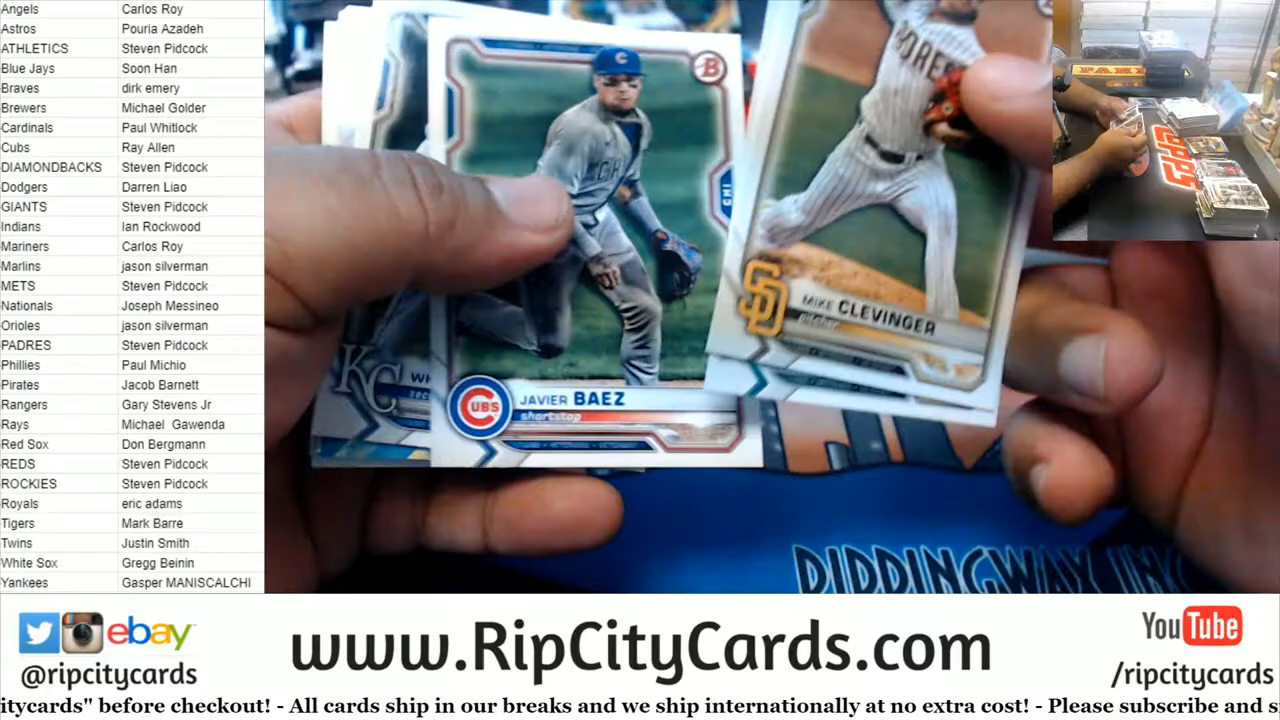 Angels Carlos Roy
Astros Pouria Azadeh
ATHLETICS Steven Pidcock
Blue Jays Soon Han
Braves dirk emery
Brewers Michael Golder
Cardinals Paul Whitlock
Cubs Ray Allen
DIAMONDBACKS Steven Pidcock
Dodgers Darren Liao
GIANTS Steven Pidcock
Indians Ian Rockwood
Mariners Carlos Roy
Marlins jason silverman
METS Steven Pidcock
Nationals Joseph Messineo
Orioles jason silverman
PADRES Steven Pidcock
Phillies Paul Michio
Pirates Jacob Barnett
Rangers Gary Stevens Jr
Rays Michael Gawenda
Red Sox Don Bergmann
REDS Steven Pidcock
ROCKIES Steven Pidcock
Royals eric adams
Tigers Mark Barre
Twins Justin Smith
White Sox Gregg Beinin
Yankees Gasper MANISCALCHI
B
C
CHI
SD
MIKE CLEVINGER
pitcher
KC
CUBS
JAVIER BAEZ
shortstop
TOPPS
RIPPINGWAX
ebay
@ripcitycards
www.RipCityCards.com
YouTube
/ripcitycards
citycards" before checkout! - All cards ship in our breaks and we ship internationally at no extra cost! - Please subscribe and s